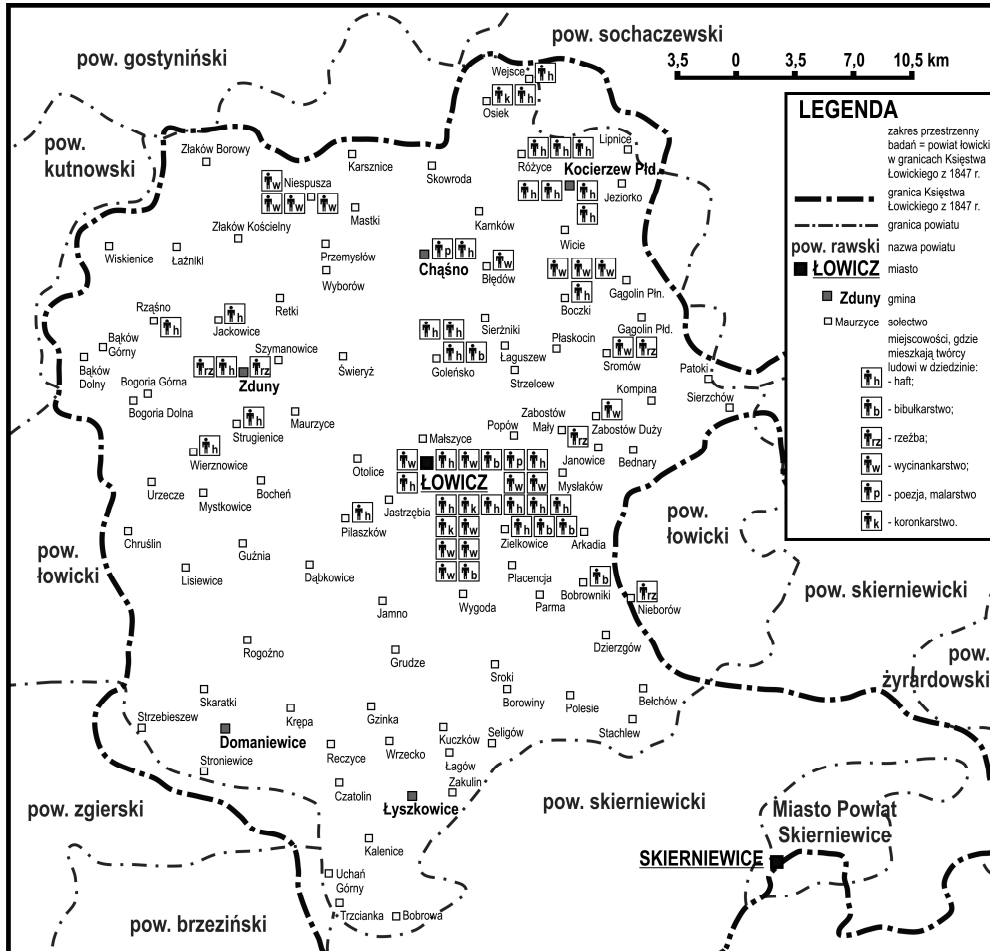 pow. gostyniński
pow. sochaczewski
3,5 0 3,5 7,0 10,5 km
Wejsce
h
k h
Osiek
LEGENDA
zakres przestrzenny
badań = powiat łowicki
w granicach Księstwa
Łowickiego z 1847 r.
granica Księstwa
Łowickiego z 1847 r.
granica powiatu
pow. rawski nazwa powiatu
ŁOWICZ miasto
Zduny gmina
Maurzyce sołectwo
miejscowości, gdzie
mieszkają twórcy
ludowi w dziedzinie:
h - haft;
b - bibułkarstwo;
rz - rzeźba;
w - wycinankarstwo;
p - poezja, malarstwo
k - koronkarstwo.
pow.
kutnowski
Złaków Borowy
Karsznice
Skowroda
Lipnice
h h h
Różyce
Kocierzew Płd.
h h h
h
Jeziorko
w
Niespusza
w w w
Mastki
Karnków
Złaków Kościelny
Wicie
Wiskienice
Łaźniki
Przemysłów
Wyborów
p h
Chąśno
w
Błędów
w w w
h
Boczki
Gągolin Płn.
Rząśno
h
h
Jackowice
Retki
Sierżniki
Gągolin Płd.
Bąków
Górny
Bąków
Dolny
h h
h b
Goleńsko
Łaguszew
Płaskocin
w rz
Sromów
Szymanowice
rz h rz
Zduny
Świeryż
Strzelcew
Patoki
Sierzchów
Bogoria Górna
Bogoria Dolna
Kompina
Maurzyce
h
Strugienice
Zabostów
Mały
w
Zabostów Duży
Popów
Małszyce
rz
Janowice
Bednary
h
Wierznowice
Otolice
w h w b p h
h
ŁOWICZ
w w
Mysłaków
Urzecze
Mystkowice
Bocheń
Jastrzębia
h
Pilaszków
h k h h h h
k w
h b b
Zielkowice
Arkadia
w w
w b
Chruślin
Guźnia
pow.
łowicki
pow.
łowicki
Lisiewice
Dąbkowice
Placencja
b
Bobrowniki
rz
Nieborów
Jamno
Wygoda
Parma
pow. skierniewicki
Rogoźno
Grudze
Dzierzgów
pow.
żyrardowski
Sroki
Skaratki
Borowiny
Polesie
Bełchów
Strzebieszew
Krępa
Gzinka
Stachlew
Domaniewice
Kuczków
Seligów
Reczyce
Wrzecko
Łagów
Stroniewice
Czatolin
Zakulin
Łyszkowice
pow. zgierski
pow. skierniewicki
Miasto Powiat
Skierniewice
Kalenice
SKIERNIEWICE
Uchań
Górny
Trzcianka
Bobrowa
pow. brzeziński